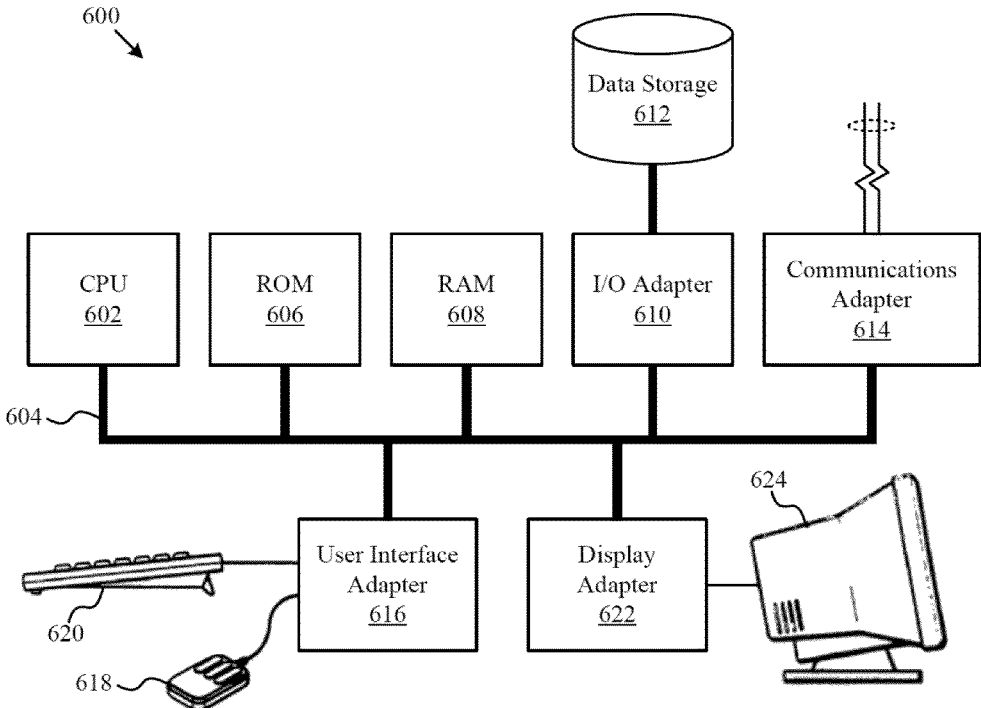 600
Data Storage
612
CPU
602
ROM
606
RAM
608
I/O Adapter
610
Communications
Adapter
614
604
624
User Interface
Adapter
616
Display
Adapter
622
620
618